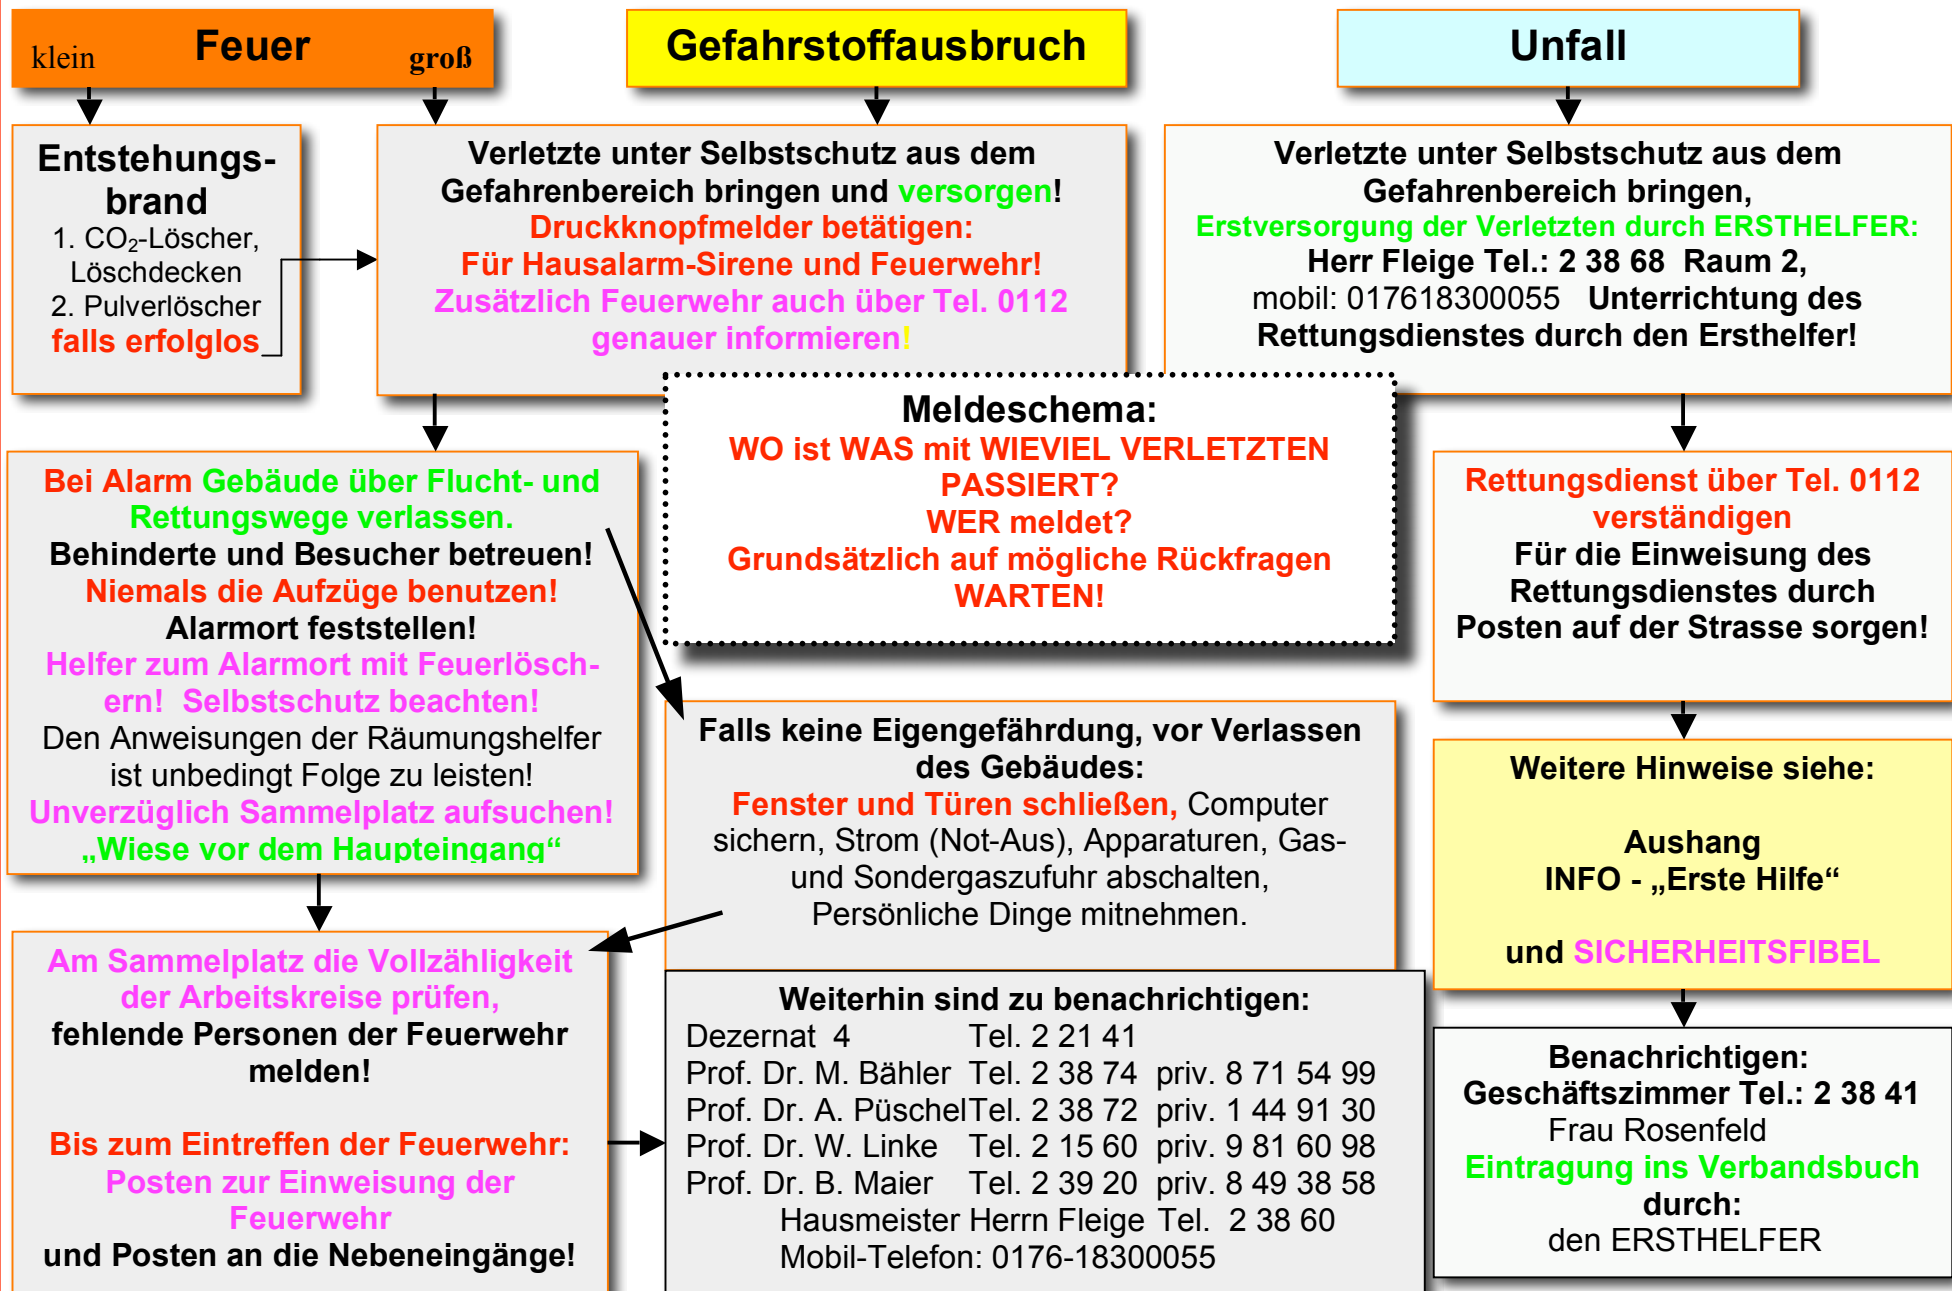 klein Feuer groß
Gefahrstoffausbruch
Unfall
Entstehungs-
brand
1. CO₂-Löscher,
Löschdecken
2. Pulverlöscher
falls erfolglos
Verletzte unter Selbstschutz aus dem
Gefahrenbereich bringen und versorgen!
Druckknopfmelder betätigen:
Für Hausalarm-Sirene und Feuerwehr!
Zusätzlich Feuerwehr auch über Tel. 0112
genauer informieren!
Verletzte unter Selbstschutz aus dem
Gefahrenbereich bringen,
Erstversorgung der Verletzten durch ERSTHELFER:
Herr Fleige Tel.: 2 38 68 Raum 2,
mobil: 017618300055 Unterrichtung des
Rettungsdienstes durch den Ersthelfer!
Meldeschema:
WO ist WAS mit WIEVIEL VERLETZTEN
PASSIERT?
WER meldet?
Grundsätzlich auf mögliche Rückfragen
WARTEN!
Bei Alarm Gebäude über Flucht- und
Rettungswege verlassen.
Behinderte und Besucher betreuen!
Niemals die Aufzüge benutzen!
Alarmort feststellen!
Helfer zum Alarmort mit Feuerlösch-
ern! Selbstschutz beachten!
Den Anweisungen der Räumungshelfer
ist unbedingt Folge zu leisten!
Unverzüglich Sammelplatz aufsuchen!
„Wiese vor dem Haupteingang“
Rettungsdienst über Tel. 0112
verständigen
Für die Einweisung des
Rettungsdienstes durch
Posten auf der Strasse sorgen!
Falls keine Eigengefährdung, vor Verlassen
des Gebäudes:
Fenster und Türen schließen, Computer
sichern, Strom (Not-Aus), Apparaturen, Gas-
und Sondergaszufuhr abschalten,
Persönliche Dinge mitnehmen.
Weitere Hinweise siehe:
Aushang
INFO - „Erste Hilfe“
und SICHERHEITSFIBEL
Am Sammelplatz die Vollzähligkeit
der Arbeitskreise prüfen,
fehlende Personen der Feuerwehr
melden!
Bis zum Eintreffen der Feuerwehr:
Posten zur Einweisung der
Feuerwehr
und Posten an die Nebeneingänge!
Weiterhin sind zu benachrichtigen:
Dezernat 4 Tel. 2 21 41
Prof. Dr. M. Bähler Tel. 2 38 74 priv. 8 71 54 99
Prof. Dr. A. Püschel Tel. 2 38 72 priv. 1 44 91 30
Prof. Dr. W. Linke Tel. 2 15 60 priv. 9 81 60 98
Prof. Dr. B. Maier Tel. 2 39 20 priv. 8 49 38 58
Hausmeister Herrn Fleige Tel. 2 38 60
Mobil-Telefon: 0176-18300055
Benachrichtigen:
Geschäftszimmer Tel.: 2 38 41
Frau Rosenfeld
Eintragung ins Verbandsbuch
durch:
den ERSTHELFER